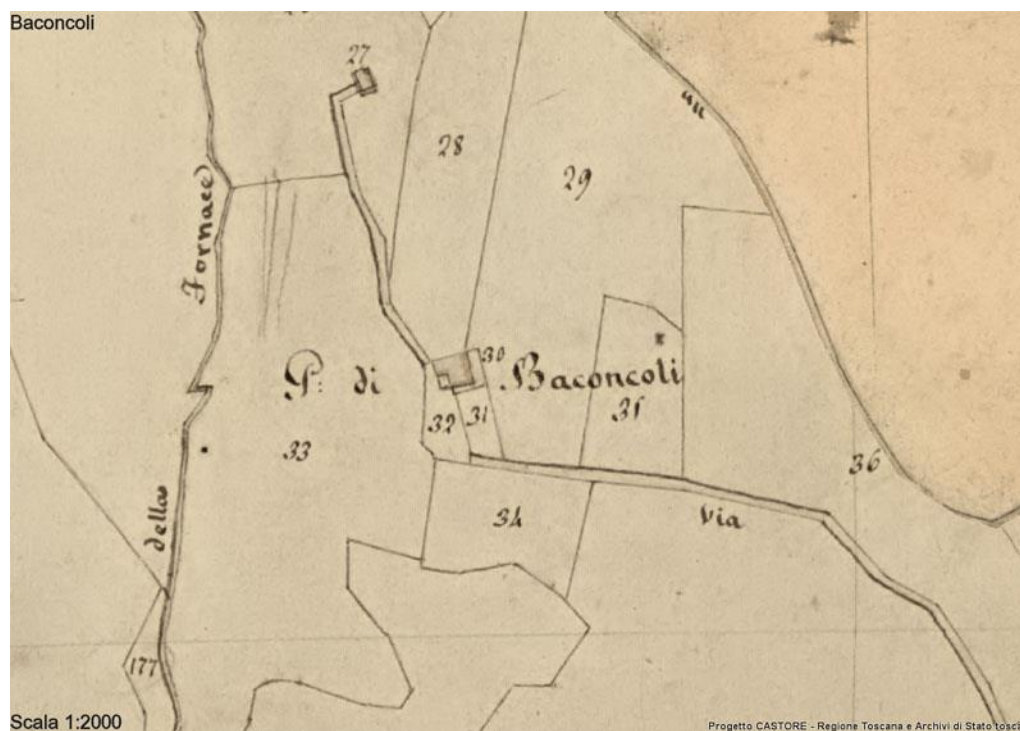 Baconcoli
27
28
29
Fornace
30
P: di Baconcoli
32
31
35
33
36
della
34
Via
177
Scala 1:2000
Progetto CASTORE - Regione Toscana e Archivi di Stato tosca